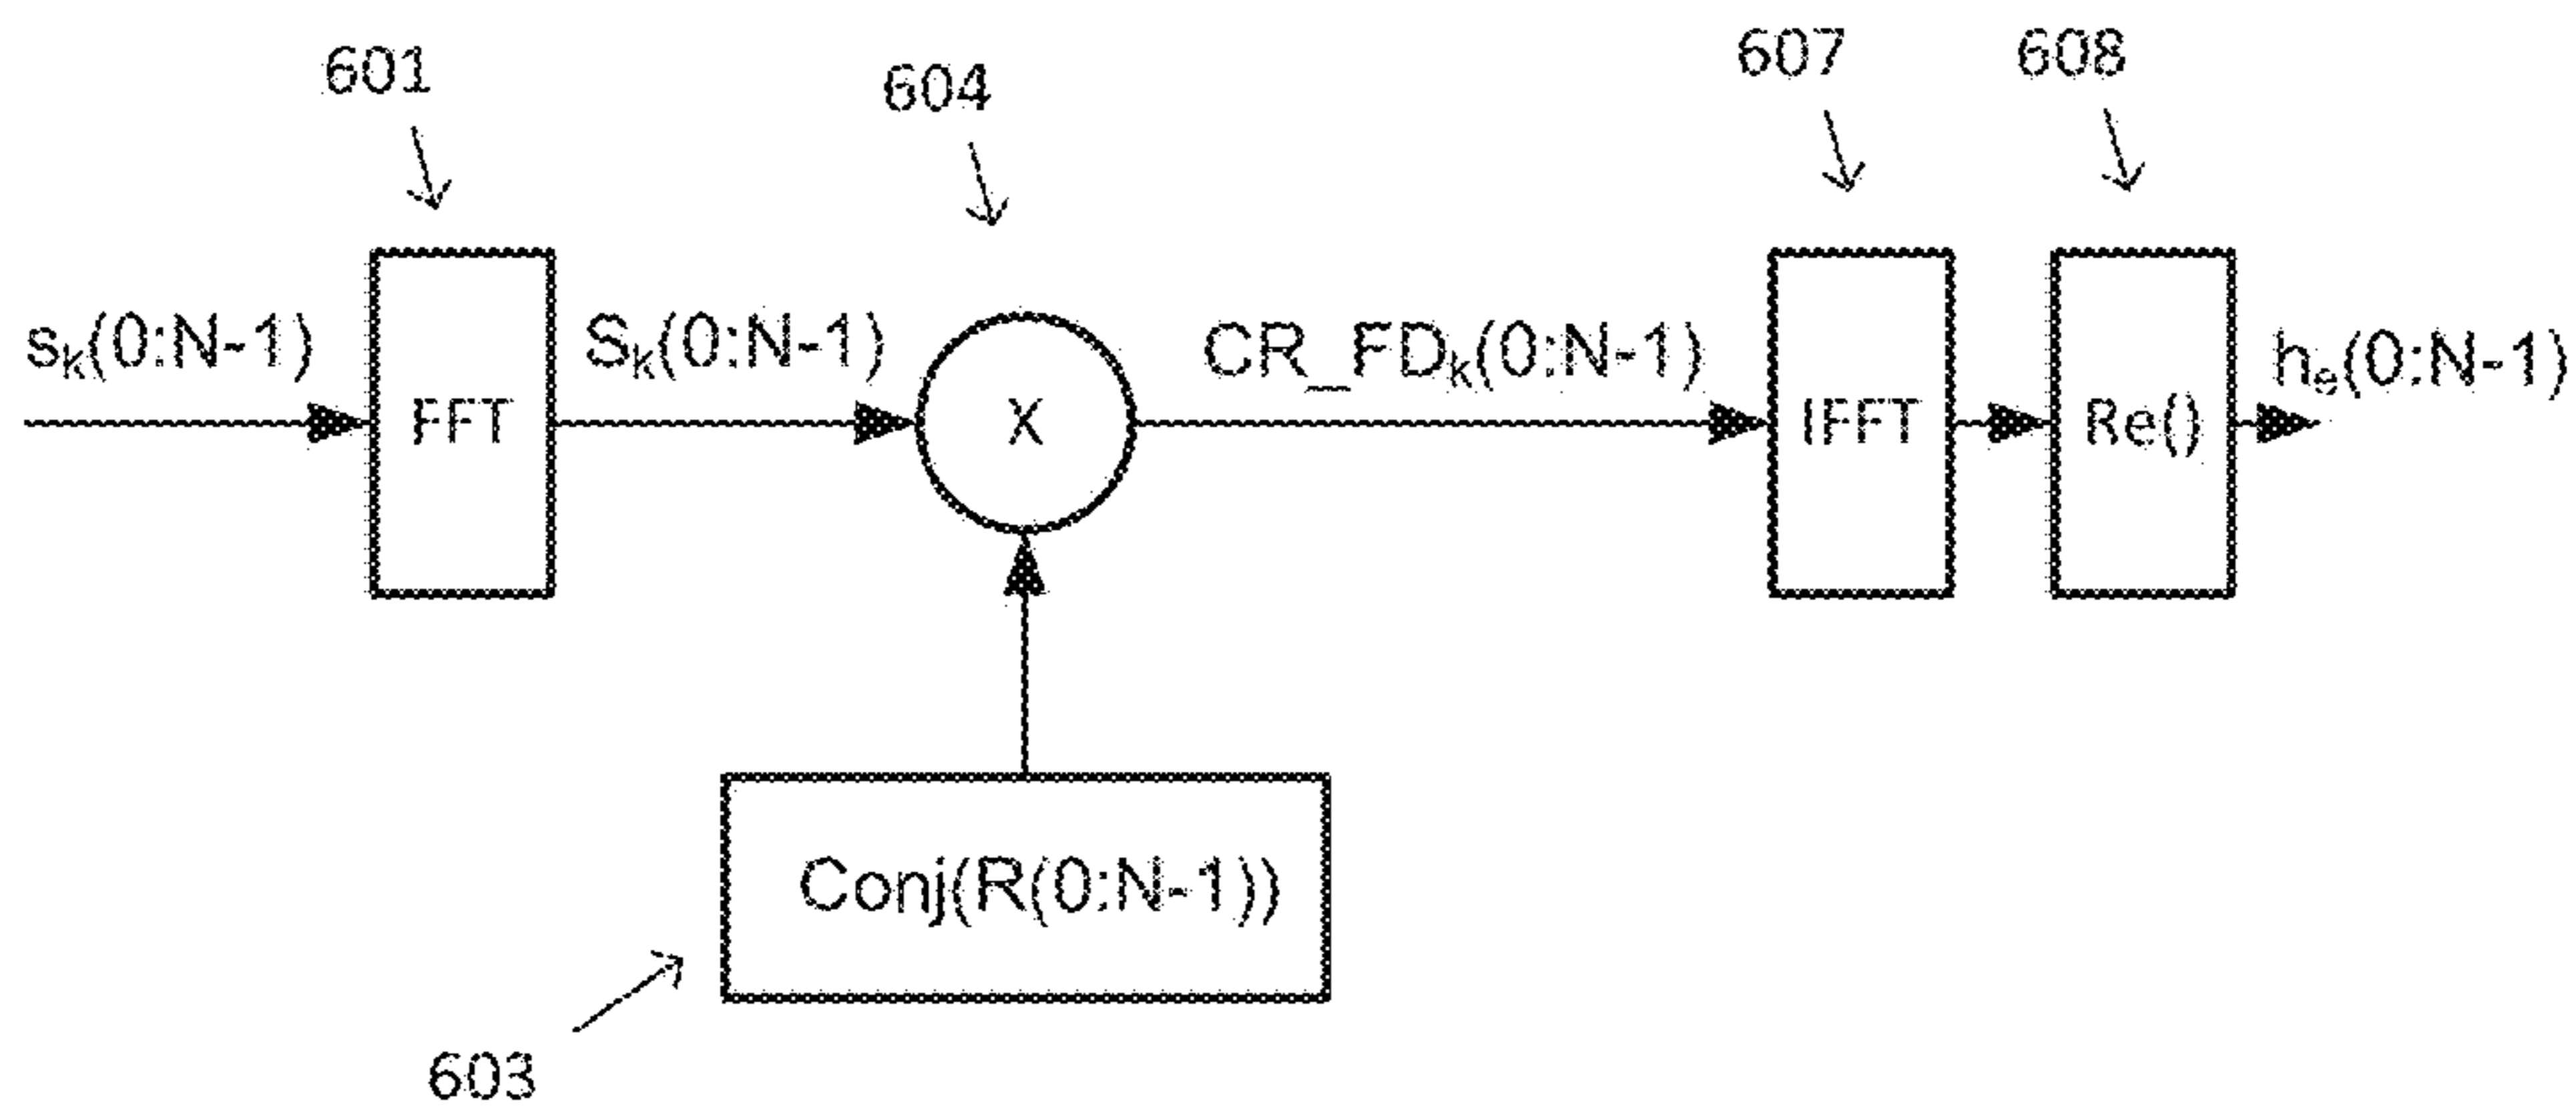 601
604
607
608
sₖ(0:N-1)
FFT
Sₖ(0:N-1)
X
CR_FDₖ(0:N-1)
IFFT
Re()
hₑ(0:N-1)
Conj(R(0:N-1))
603